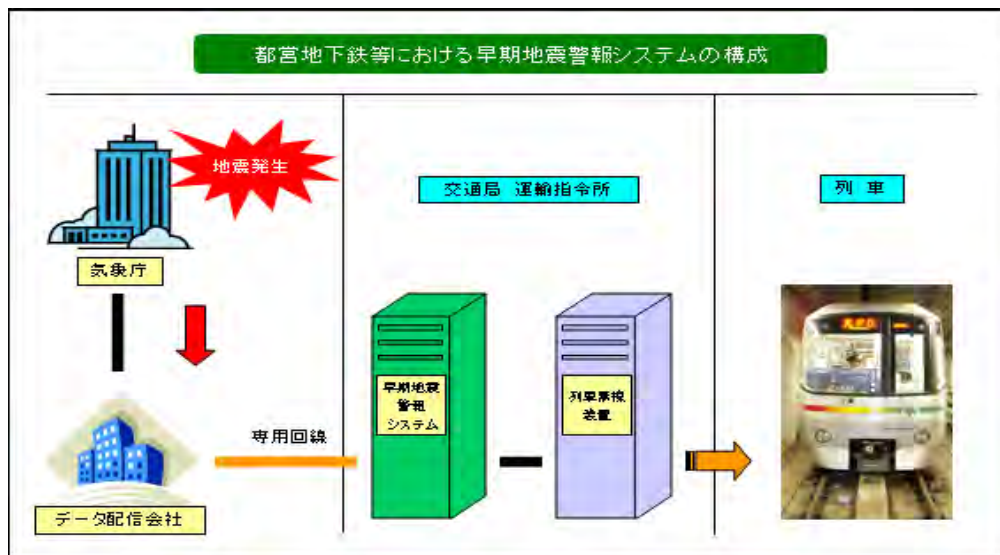 都営地下鉄等における早期地震警報システムの構成
地震発生
交通局 運輸指令所
列 車
気象庁
早期地震
警報
システム
列車無線
装置
専用回線
データ配信会社